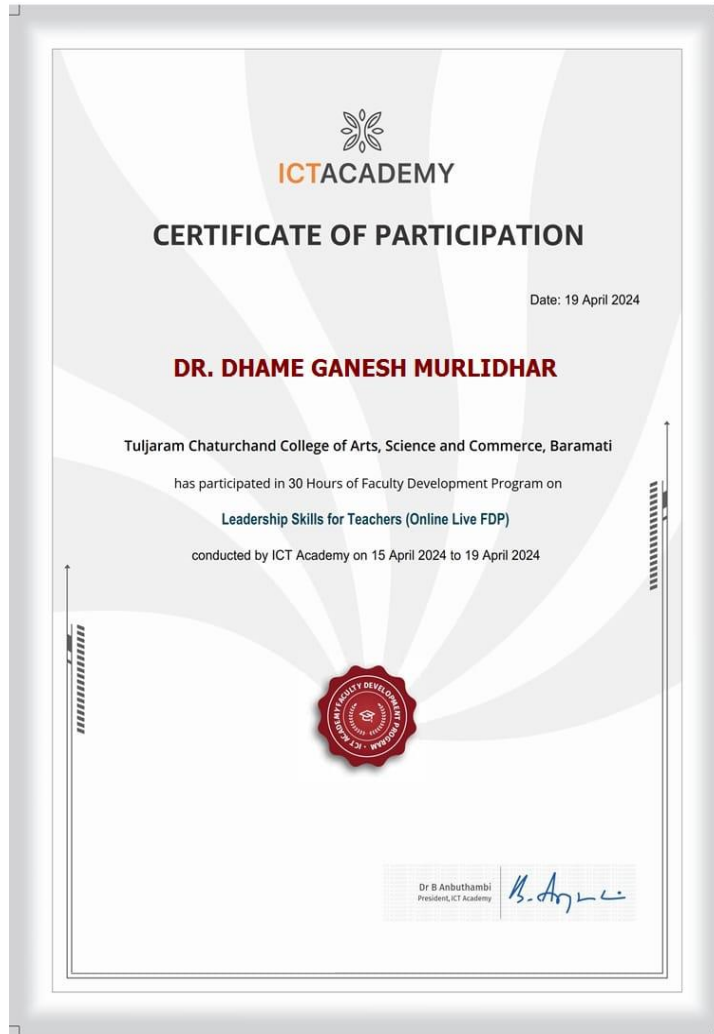 ICTACADEMY
CERTIFICATE OF PARTICIPATION
Date: 19 April 2024
DR. DHAME GANESH MURLIDHAR
Tuljaram Chaturchand College of Arts, Science and Commerce, Baramati
has participated in 30 Hours of Faculty Development Program on
Leadership Skills for Teachers (Online Live FDP)
conducted by ICT Academy on 15 April 2024 to 19 April 2024
FACULTY DEVELOPMENT PROGRAM • ICT ACADEMY
Dr B Anbuthambi
President, ICT Academy